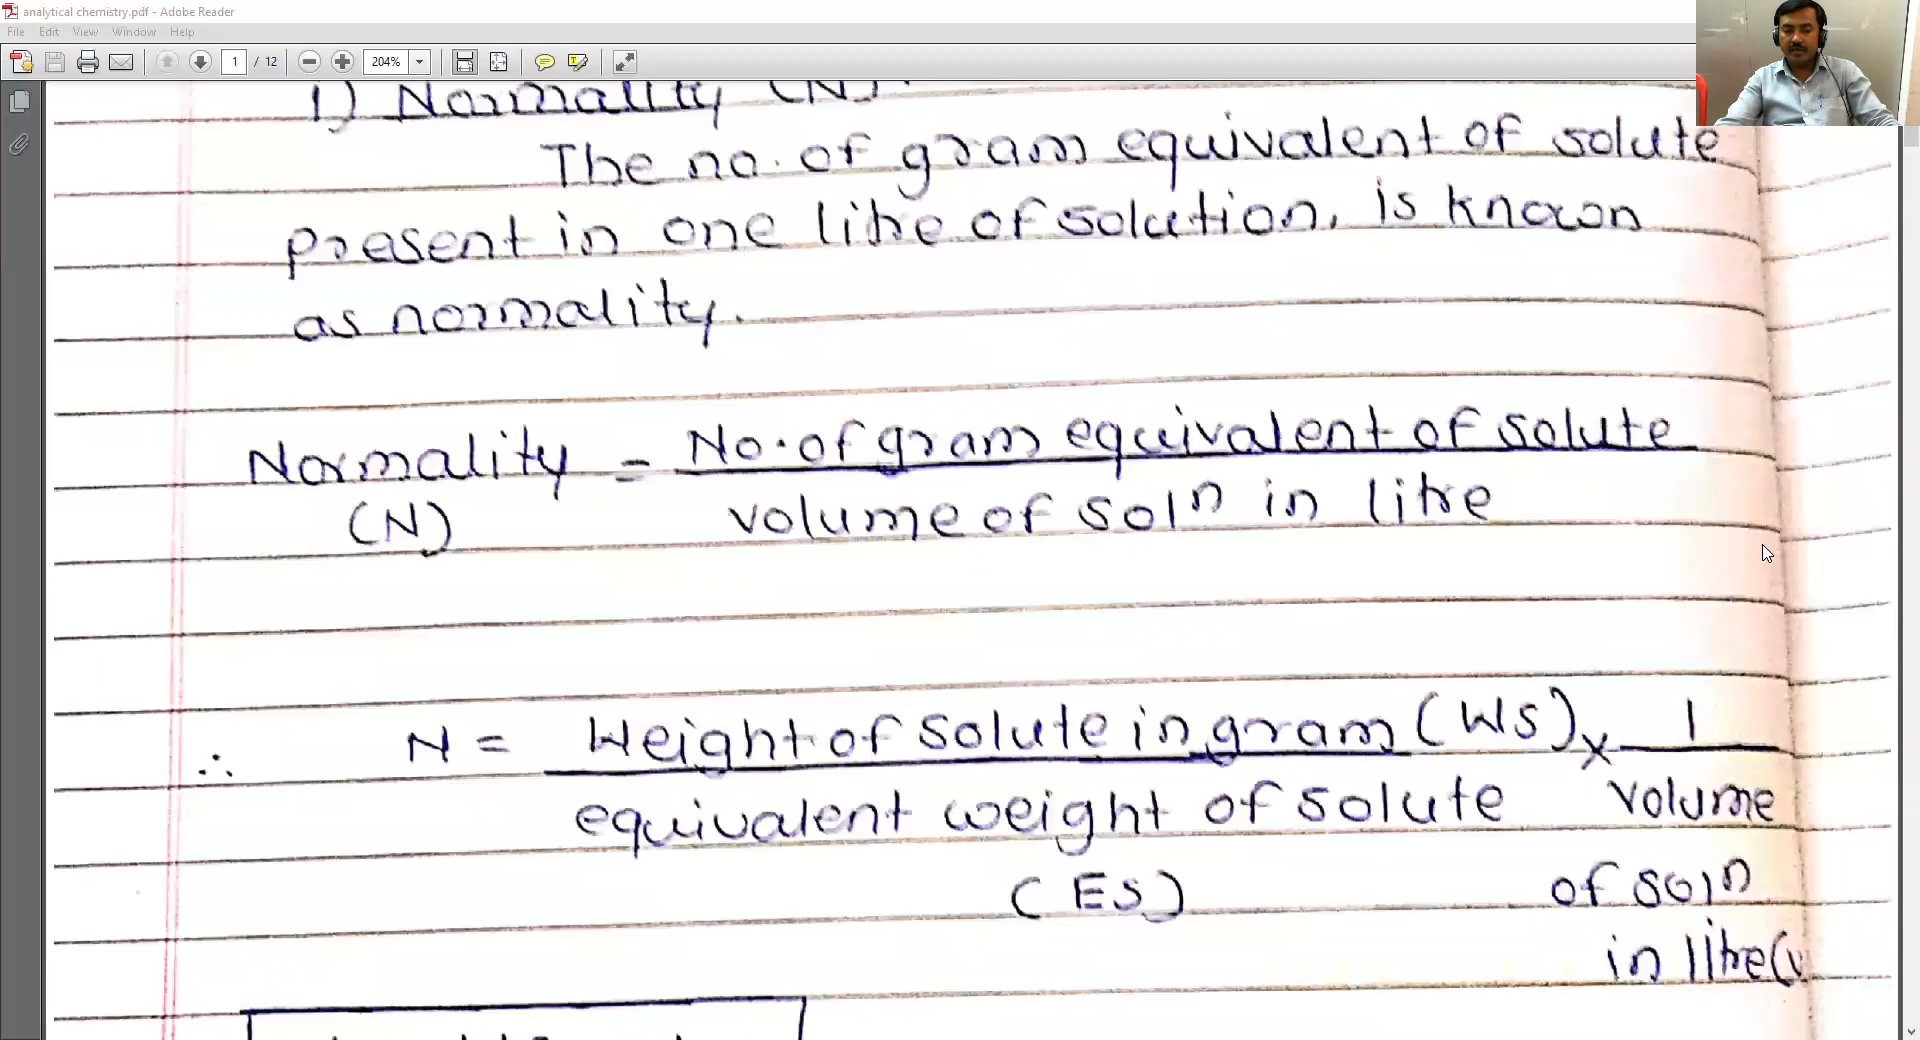 analytical chemistry.pdf - Adobe Reader
File Edit View Window Help
1 / 12 204%
1) Normality (N):
The no. of gram equivalent of solute
present in one litre of solution, is known
as normality.
Normality = No. of gram equivalent of solute
(N) volume of solⁿ in litre
∴ N = Weight of solute in gram (Ws) x 1
equivalent weight of solute volume
(Es) of solⁿ
in litre (v